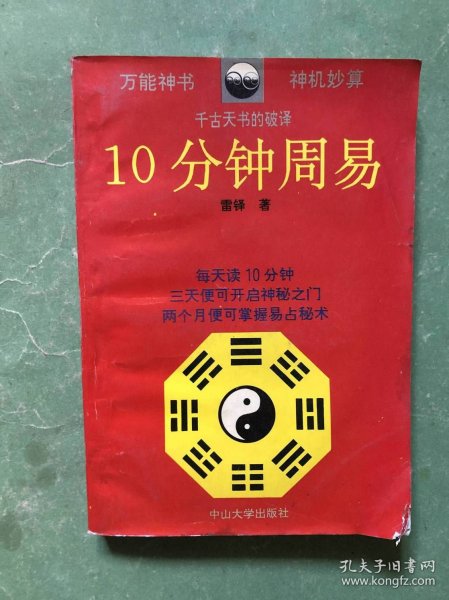 万能神书 神机妙算
千古天书的破译
10分钟周易
雷铎 著
每天读10分钟
三天便可开启神秘之门
两个月便可掌握易占秘术
中山大学出版社
孔夫子旧书网
www.kongfz.com